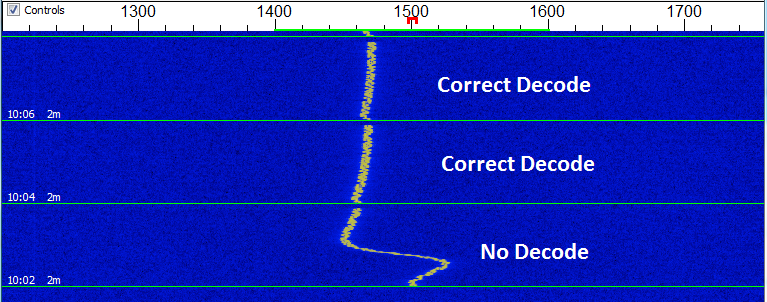 Controls
1300 1400 1500 1600 1700
Correct Decode
10:06 2m
Correct Decode
10:04 2m
No Decode
10:02 2m